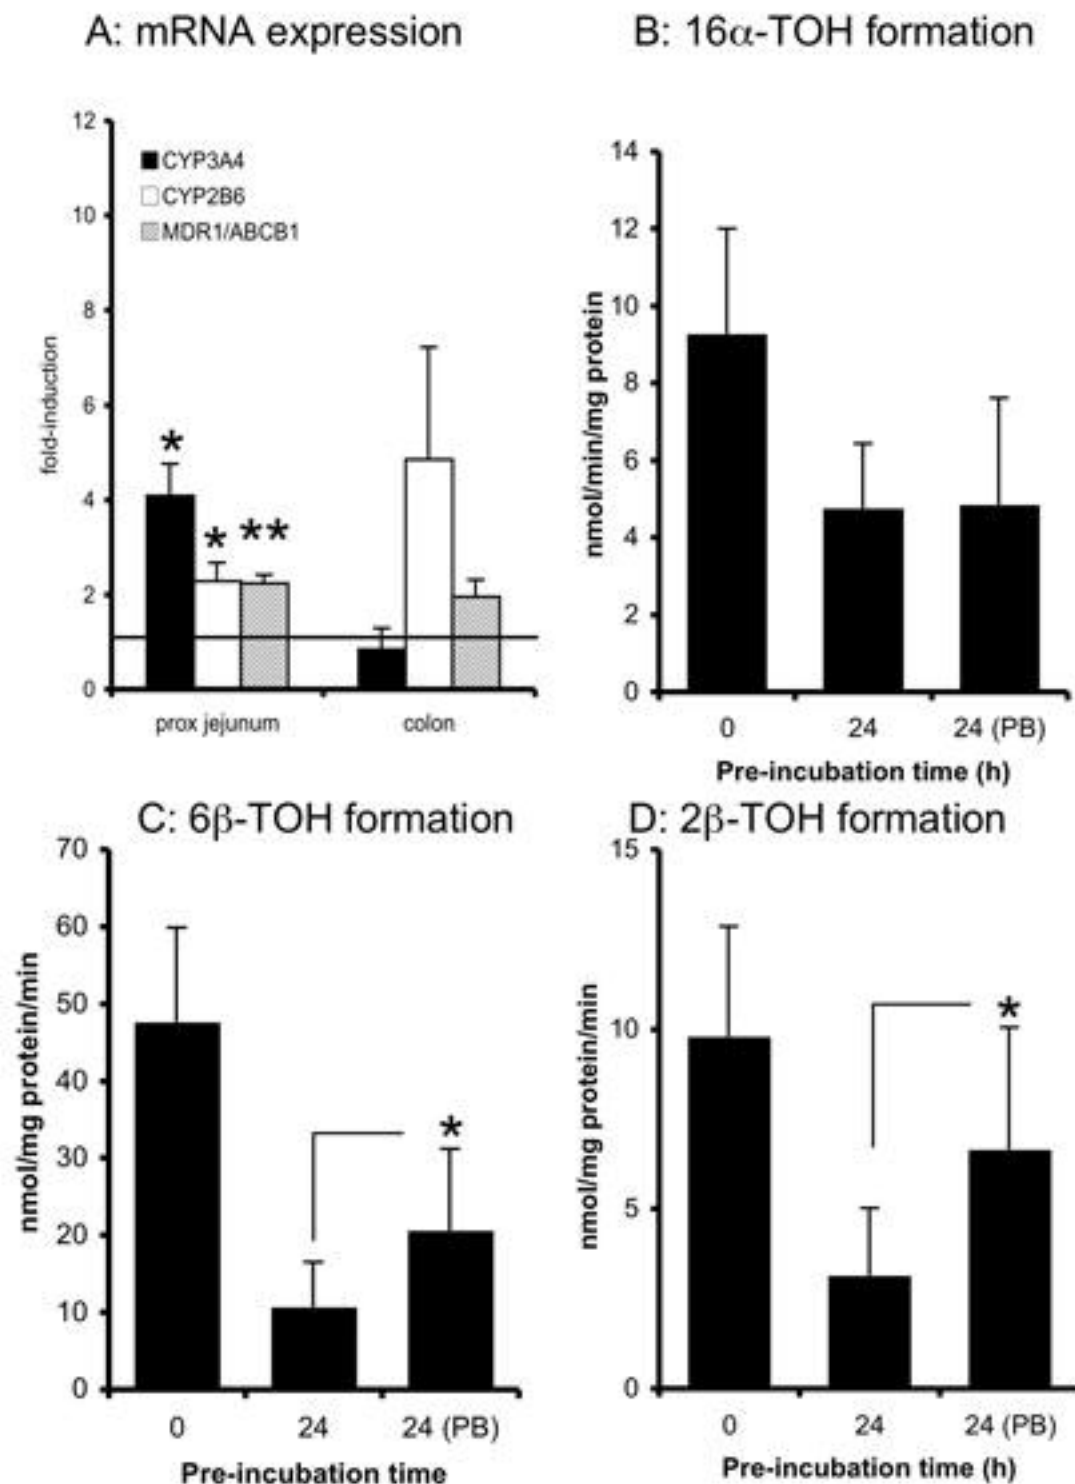 A: mRNA expression
12
10
8
6
4
2
0
fold-induction
CYP3A4
CYP2B6
MDR1/ABCB1
*
*
**
prox jejunum
colon
B: 16α-TOH formation
14
12
10
8
6
4
2
0
nmol/min/mg protein
0
24
24 (PB)
Pre-incubation time (h)
C: 6β-TOH formation
70
60
50
40
30
20
10
0
nmol/mg protein/min
*
0
24
24 (PB)
Pre-incubation time
D: 2β-TOH formation
15
10
5
0
nmol/mg protein/min
*
0
24
24 (PB)
Pre-incubation time (h)